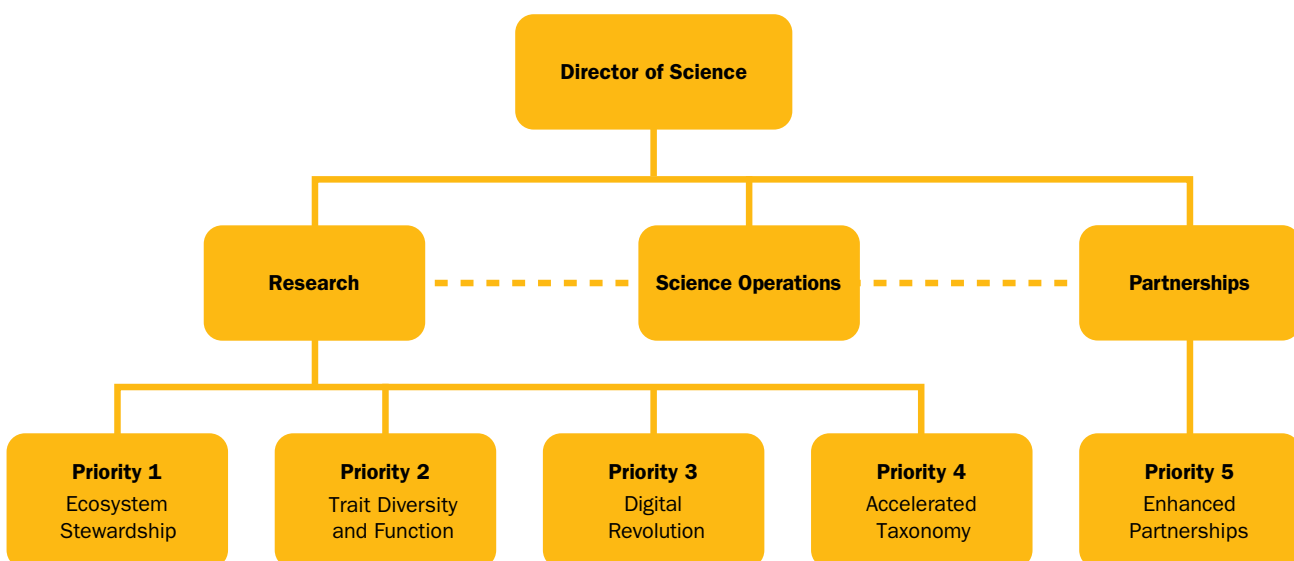 Director of Science
Research
Science Operations
Partnerships
Priority 1
Ecosystem
Stewardship
Priority 2
Trait Diversity
and Function
Priority 3
Digital
Revolution
Priority 4
Accelerated
Taxonomy
Priority 5
Enhanced
Partnerships